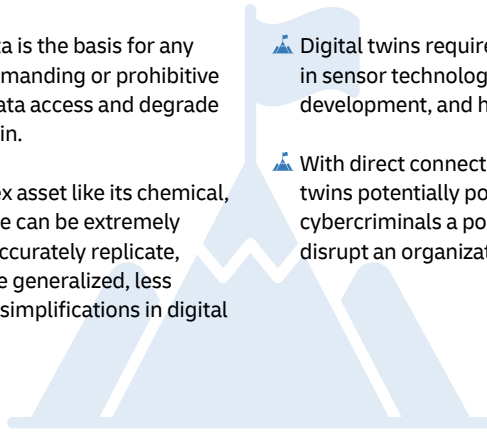 ta is the basis for any
manding or prohibitive
ata access and degrade
in.
ex asset like its chemical,
e can be extremely
ccurately replicate,
e generalized, less
simplifications in digital
Digital twins require
in sensor technolog
development, and h
With direct connect
twins potentially po
cybercriminals a po
disrupt an organizat